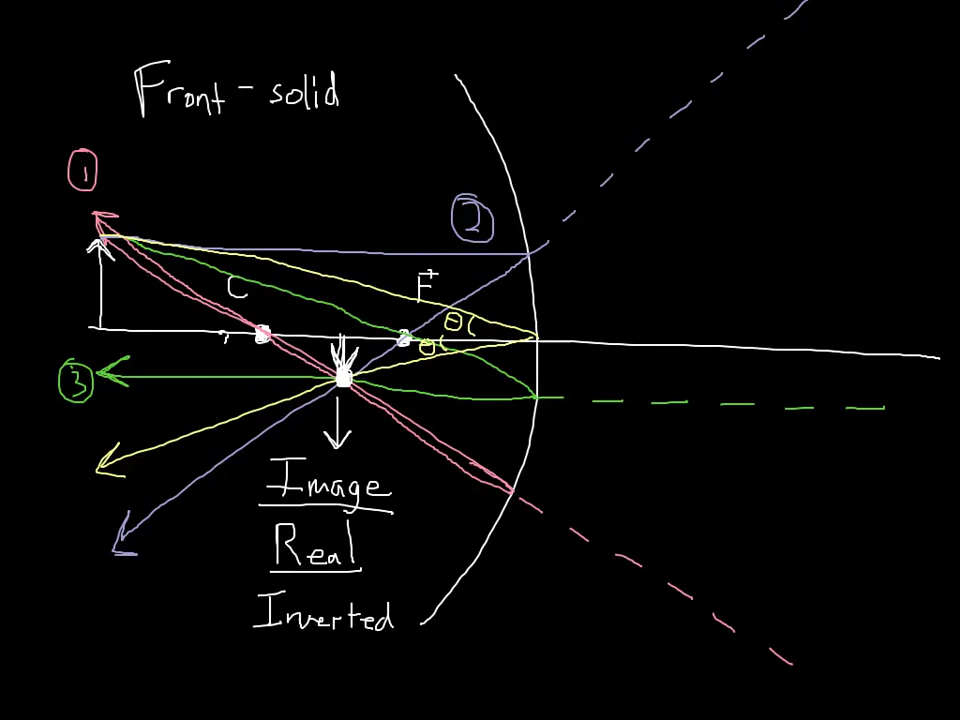 Front - solid
1
2
C
F
θ
θ
3
Image
Real
Inverted